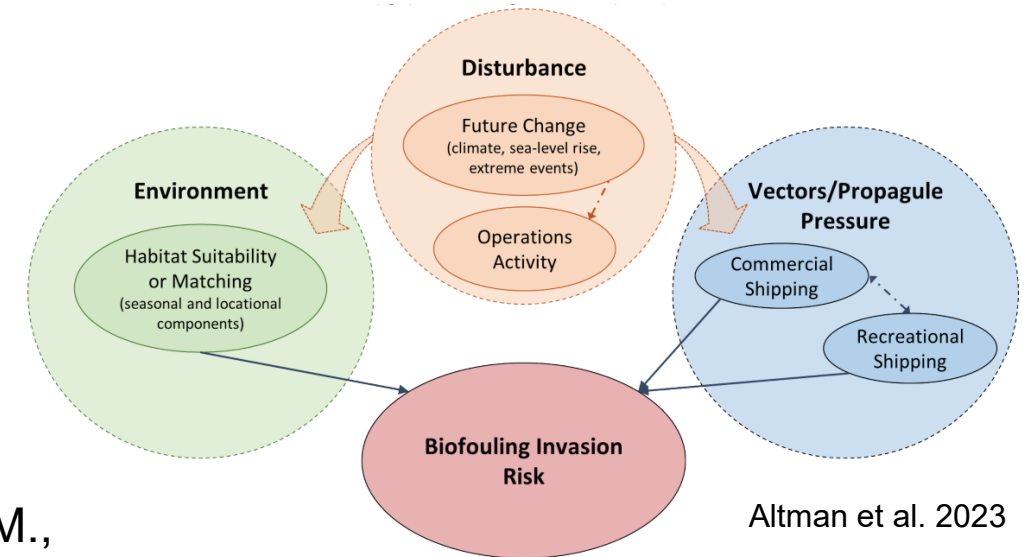 Disturbance
Future Change
(climate, sea-level rise,
extreme events)
Operations
Activity
Environment
Habitat Suitability
or Matching
(seasonal and locational
components)
Vectors/Propagule
Pressure
Commercial
Shipping
Recreational
Shipping
Biofouling Invasion
Risk
M.,
Altman et al. 2023